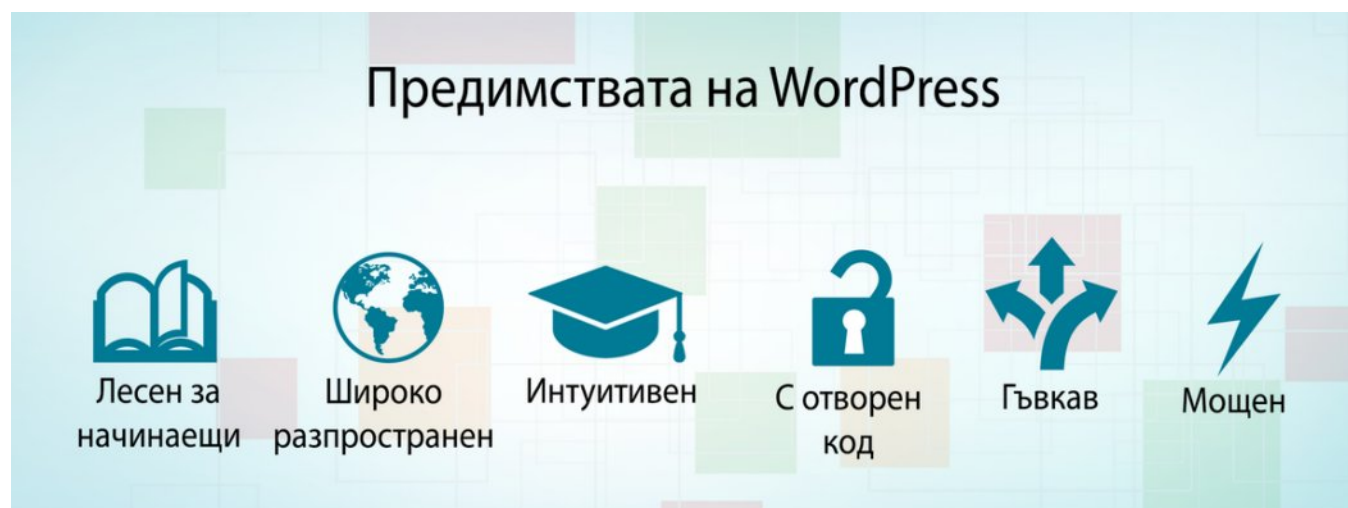 Предимствата на WordPress
Лесен за
начинаещи
Широко
разпространен
Интуитивен
С отворен
код
Гъвкав
Мощен